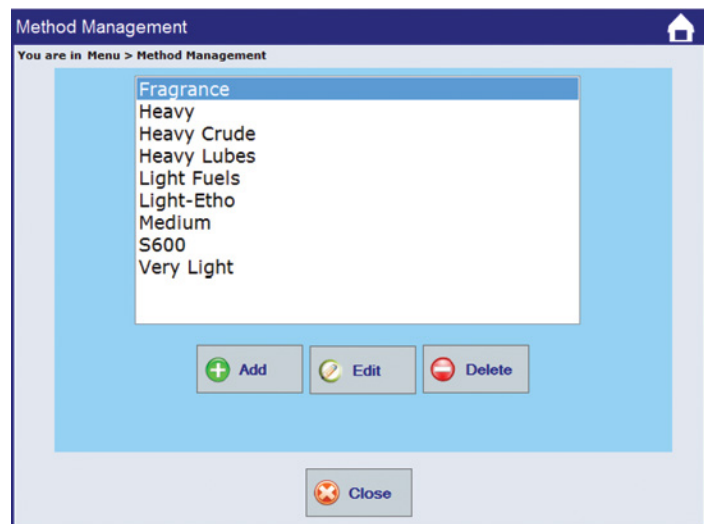 Method Management
You are in Menu > Method Management
Fragrance
Heavy
Heavy Crude
Heavy Lubes
Light Fuels
Light-Etho
Medium
S600
Very Light
Add Edit Delete
Close